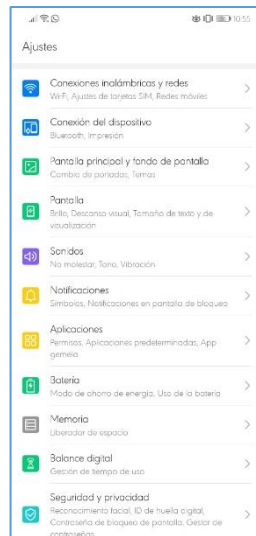 10:55
Ajustes
Conexiones inalámbricas y redes
Wi-Fi, Ajustes de tarjetas SIM, Redes móviles
Conexión del dispositivo
Bluetooth, Impresión
Pantalla principal y fondo de pantalla
Cambio de portadas, Temas
Pantalla
Brillo, Descanso visual, Tamaño de texto y de
visualización
Sonidos
No molestar, Tono, Vibración
Notificaciones
Símbolos, Notificaciones en pantalla de bloqueo
Aplicaciones
Permisos, Aplicaciones predeterminadas, App
gemela
Batería
Modo de ahorro de energía, Uso de la batería
Memoria
Liberador de espacio
Balance digital
Gestión de tiempo de uso
Seguridad y privacidad
Reconocimiento facial, ID de huella digital,
Contraseña de bloqueo de pantalla, Gestor de
contraseñas